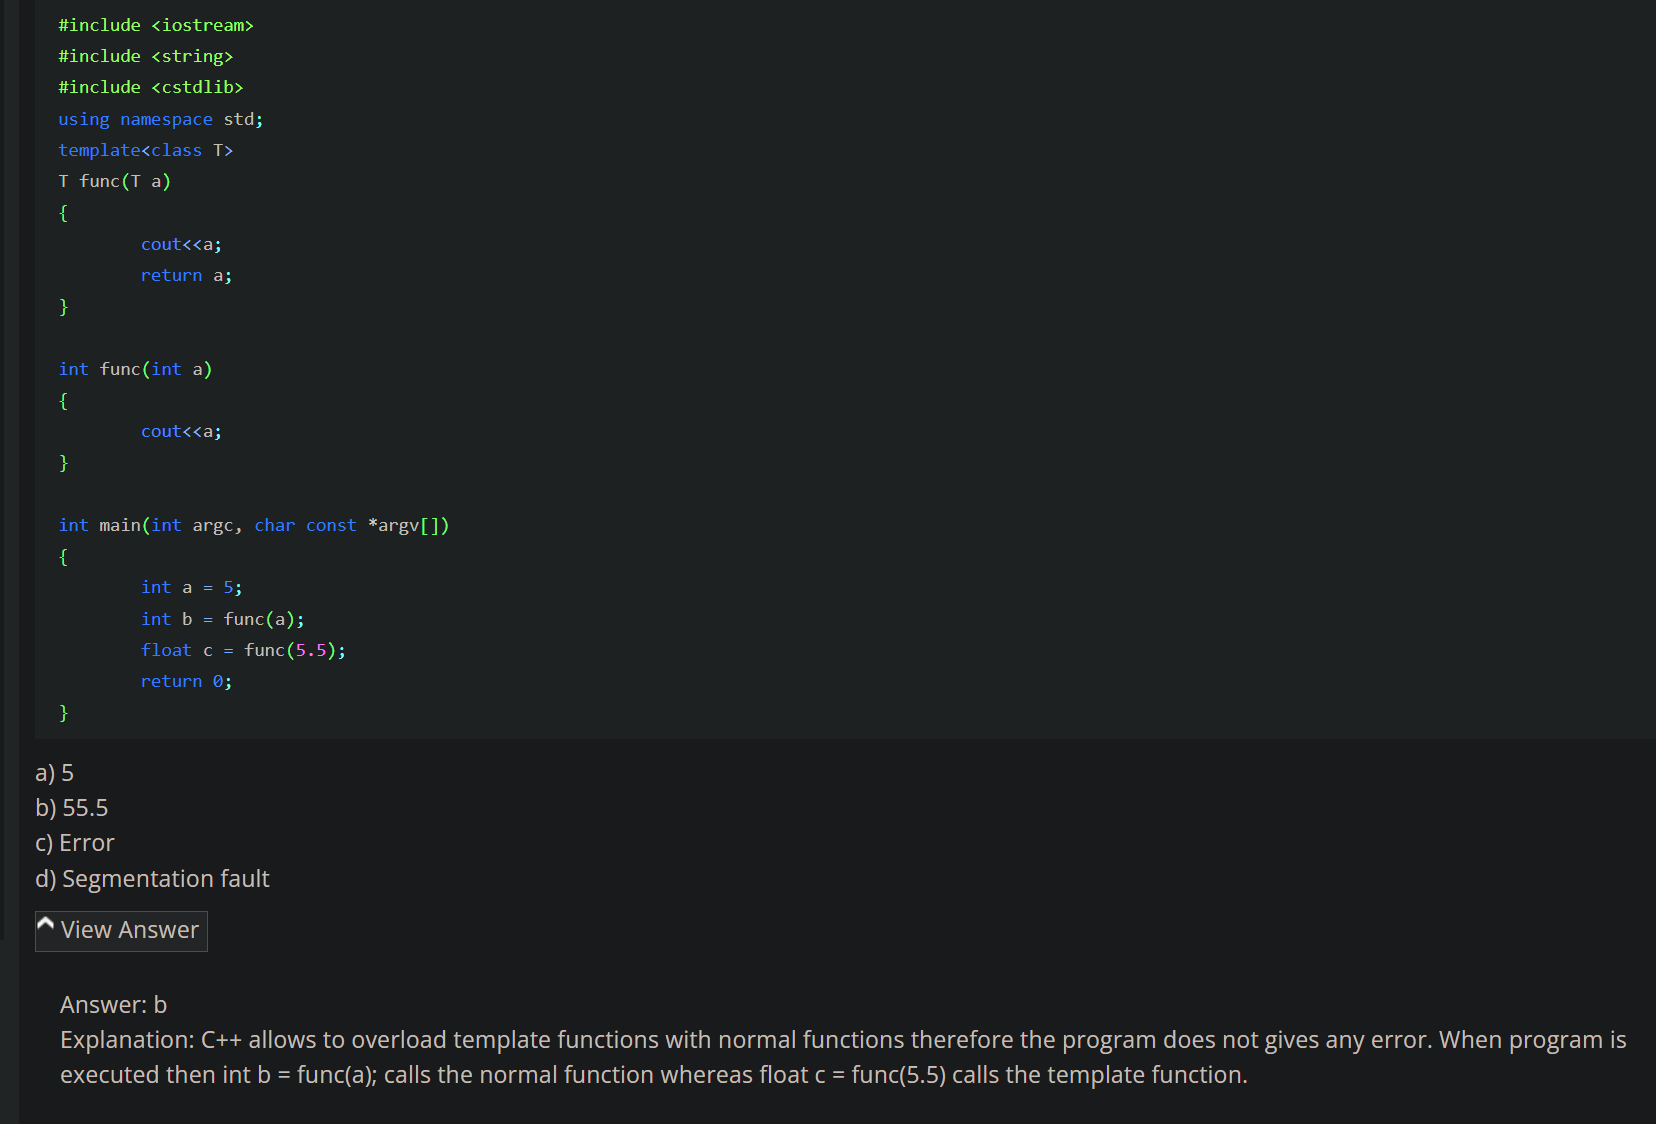 #include <iostream>
#include <string>
#include <cstdlib>
using namespace std;
template<class T>
T func(T a)
{
	cout<<a;
	return a;
}

int func(int a)
{
	cout<<a;
}

int main(int argc, char const *argv[])
{
	int a = 5;
	int b = func(a);
	float c = func(5.5);
	return 0;
}
a) 5
b) 55.5
c) Error
d) Segmentation fault
View Answer
Answer: b
Explanation: C++ allows to overload template functions with normal functions therefore the program does not gives any error. When program is
executed then int b = func(a); calls the normal function whereas float c = func(5.5) calls the template function.